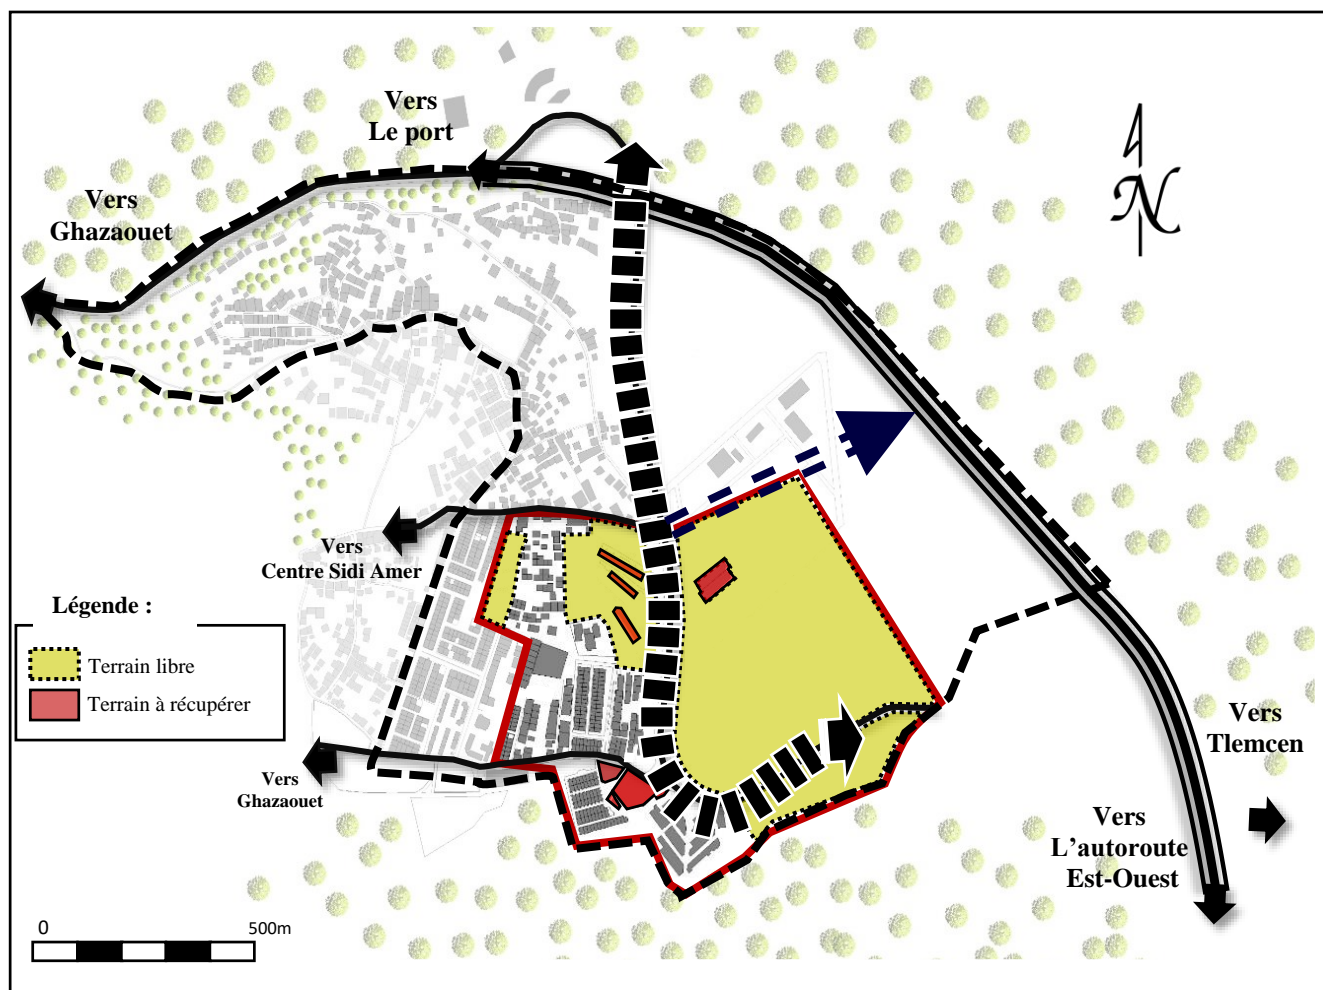 Vers
Le port
Vers
Ghazaouet
N
Vers
Centre Sidi Amer
Légende :
Terrain libre
Terrain à récupérer
Vers
Ghazaouet
Vers
Tlemcen
Vers
L'autoroute
Est-Ouest
0 500m